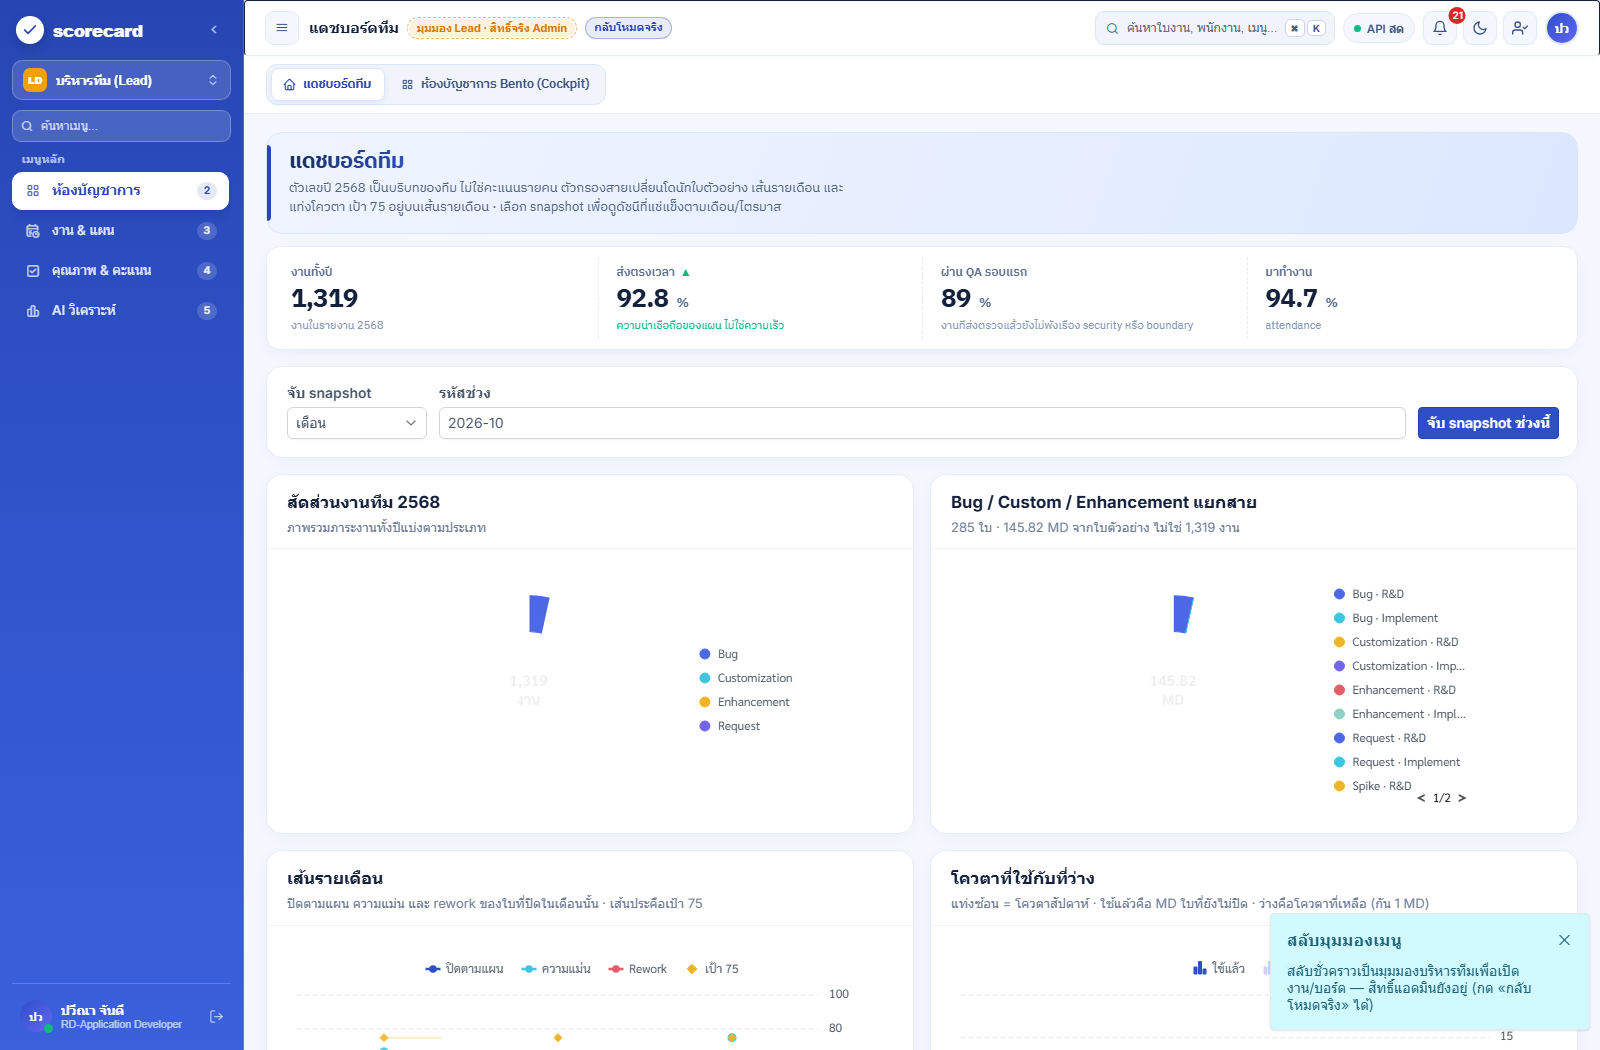 scorecard
LD บริหารทีม (Lead)
ค้นหาเมนู...
เมนูหลัก
ห้องบัญชาการ 2
งาน & แผน 3
คุณภาพ & คะแนน 4
AI วิเคราะห์ 5
ปว ปวีณา จันดี
RD-Application Developer
แดชบอร์ดทีม มุมมอง Lead · สิทธิ์จริง Admin กลับโหมดจริง
ค้นหาใบงาน, พนักงาน, เมนู... ⌘ K API สด 21 ปว
แดชบอร์ดทีม ห้องบัญชาการ Bento (Cockpit)
แดชบอร์ดทีม
ตัวเลขปี 2568 เป็นบริบทของทีม ไม่ใช่คะแนนรายคน ตัวกรองสายเปลี่ยนโดนัทใบตัวอย่าง เส้นรายเดือน และ
แท่งโควตา เป้า 75 อยู่บนเส้นรายเดือน · เลือก snapshot เพื่อดูดัชนีที่แช่แข็งตามเดือน/ไตรมาส
งานทั้งปี
1,319
งานในรายงาน 2568
ส่งตรงเวลา ▲
92.8 %
ความน่าเชื่อถือของแผน ไม่ใช่ความเร็ว
ผ่าน QA รอบแรก
89 %
งานที่ส่งตรวจแล้วยังไม่พังเรื่อง security หรือ boundary
มาทำงาน
94.7 %
attendance
จับ snapshot
เดือน
รหัสช่วง
2026-10
จับ snapshot ช่วงนี้
สัดส่วนงานทีม 2568
ภาพรวมภาระงานทั้งปีแบ่งตามประเภท
1,319
งาน
Bug
Customization
Enhancement
Request
Bug / Custom / Enhancement แยกสาย
285 ใบ · 145.82 MD จากใบตัวอย่าง ไม่ใช่ 1,319 งาน
145.82
MD
Bug · R&D
Bug · Implement
Customization · R&D
Customization · Imp...
Enhancement · R&D
Enhancement · Impl...
Request · R&D
Request · Implement
Spike · R&D
1/2
เส้นรายเดือน
ปิดตามแผน ความแม่น และ rework ของใบที่ปิดในเดือนนั้น · เส้นประคือเป้า 75
ปิดตามแผน ความแม่น Rework เป้า 75
100
80
โควตาที่ใช้กับที่ว่าง
แท่งซ้อน = โควตาสัปดาห์ · ใช้แล้วคือ MD ใบที่ยังไม่ปิด · ว่างคือโควตาที่เหลือ (กัน 1 MD)
ใช้แล้ว
15
สลับมุมมองเมนู
สลับชั่วคราวเป็นมุมมองบริหารทีมเพื่อเปิด
งาน/บอร์ด — สิทธิ์แอดมินยังอยู่ (กด «กลับ
โหมดจริง» ได้)